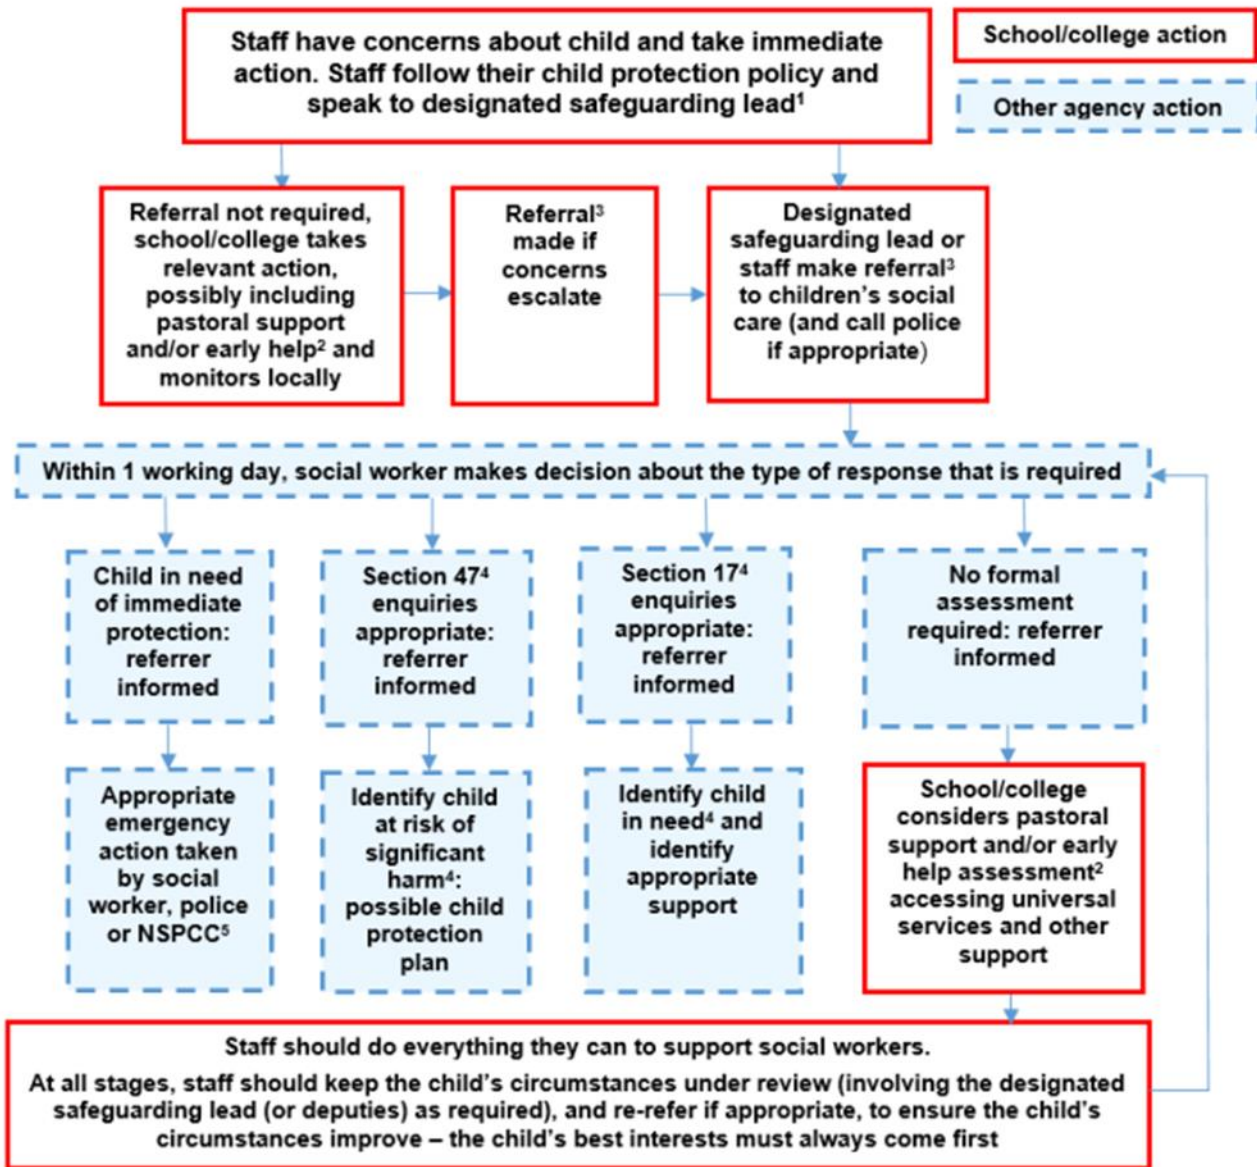 Staff have concerns about child and take immediate
action. Staff follow their child protection policy and
speak to designated safeguarding lead¹
School/college action
Other agency action
Referral not required,
school/college takes
relevant action,
possibly including
pastoral support
and/or early help² and
monitors locally
Referral³
made if
concerns
escalate
Designated
safeguarding lead or
staff make referral³
to children’s social
care (and call police
if appropriate)
Within 1 working day, social worker makes decision about the type of response that is required
Child in need
of immediate
protection:
referrer
informed
Section 47⁴
enquiries
appropriate:
referrer
informed
Section 17⁴
enquiries
appropriate:
referrer
informed
No formal
assessment
required: referrer
informed
Appropriate
emergency
action taken
by social
worker, police
or NSPCC⁵
Identify child
at risk of
significant
harm⁴:
possible child
protection
plan
Identify child
in need⁴ and
identify
appropriate
support
School/college
considers pastoral
support and/or early
help assessment²
accessing universal
services and other
support
Staff should do everything they can to support social workers.
At all stages, staff should keep the child’s circumstances under review (involving the designated
safeguarding lead (or deputies) as required), and re-refer if appropriate, to ensure the child’s
circumstances improve – the child’s best interests must always come first